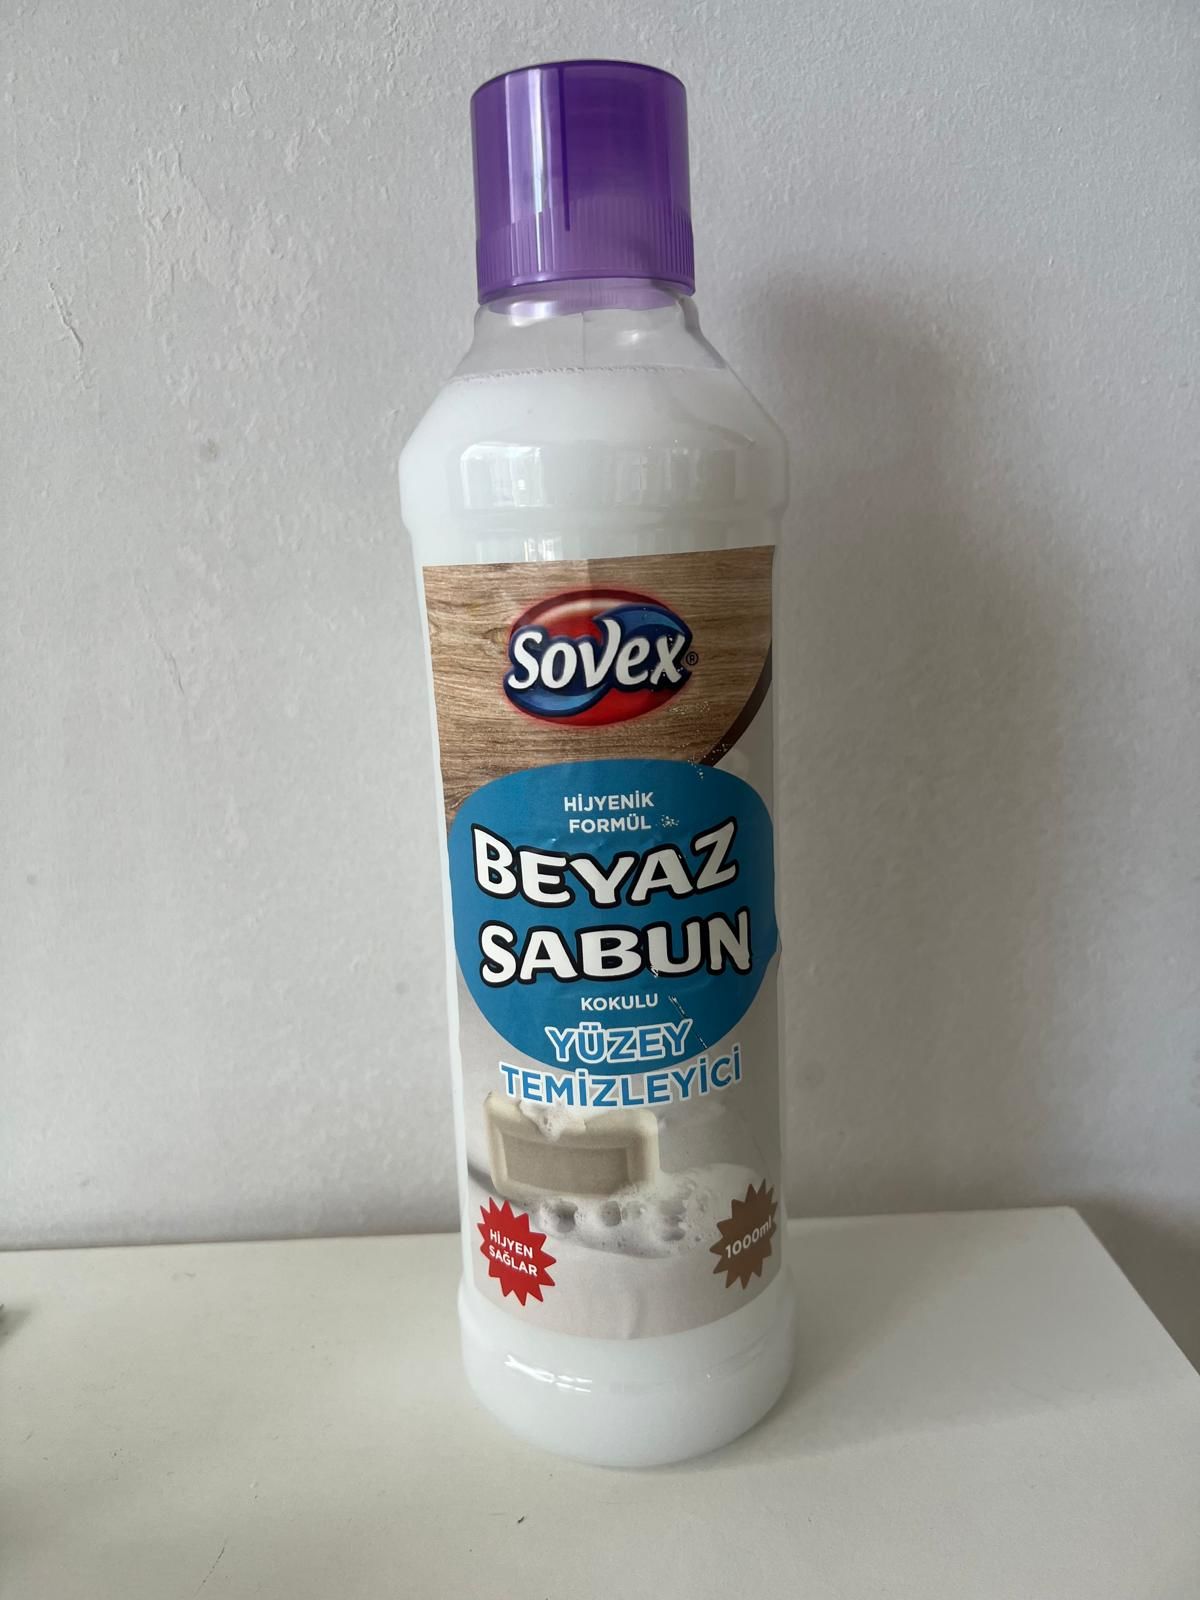 Sovex®
HİJYENİK
FORMÜL
BEYAZ
SABUN
KOKULU
YÜZEY
TEMİZLEYİCİ
HİJYEN
SAĞLAR
1000ml